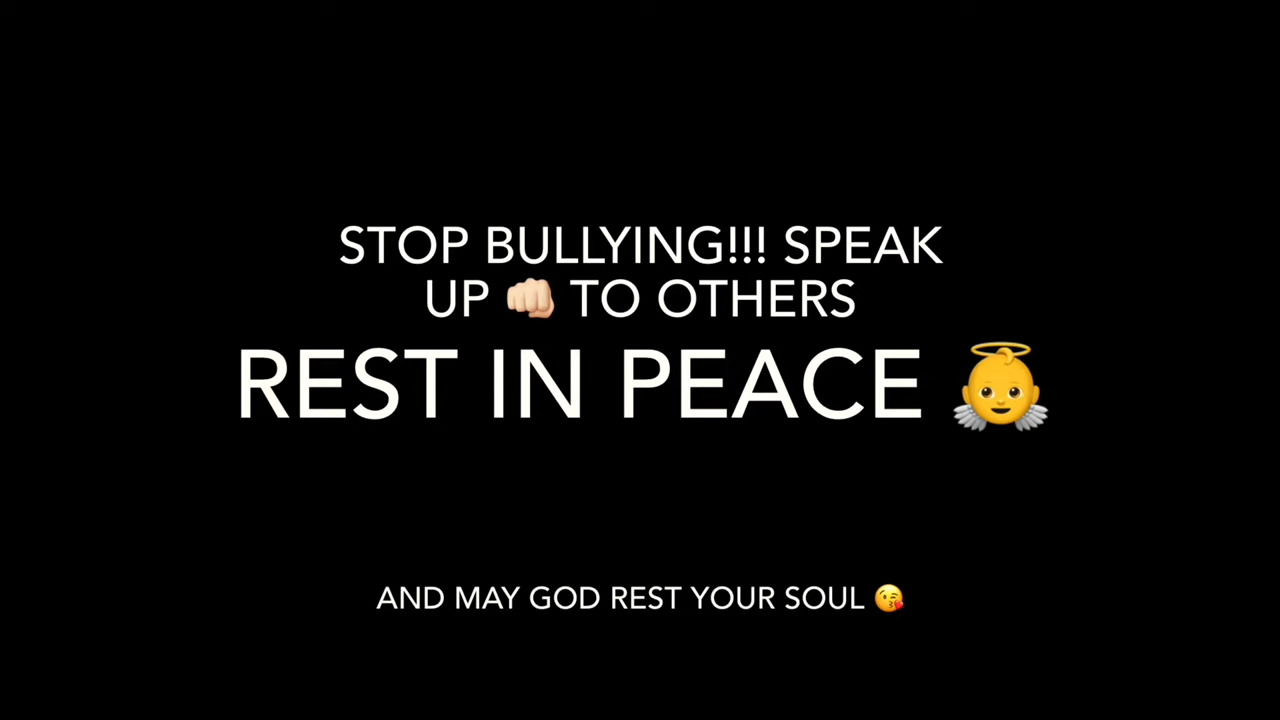 STOP BULLYING!!! SPEAK
UP 👊🏻 TO OTHERS
REST IN PEACE 👼
AND MAY GOD REST YOUR SOUL 😘